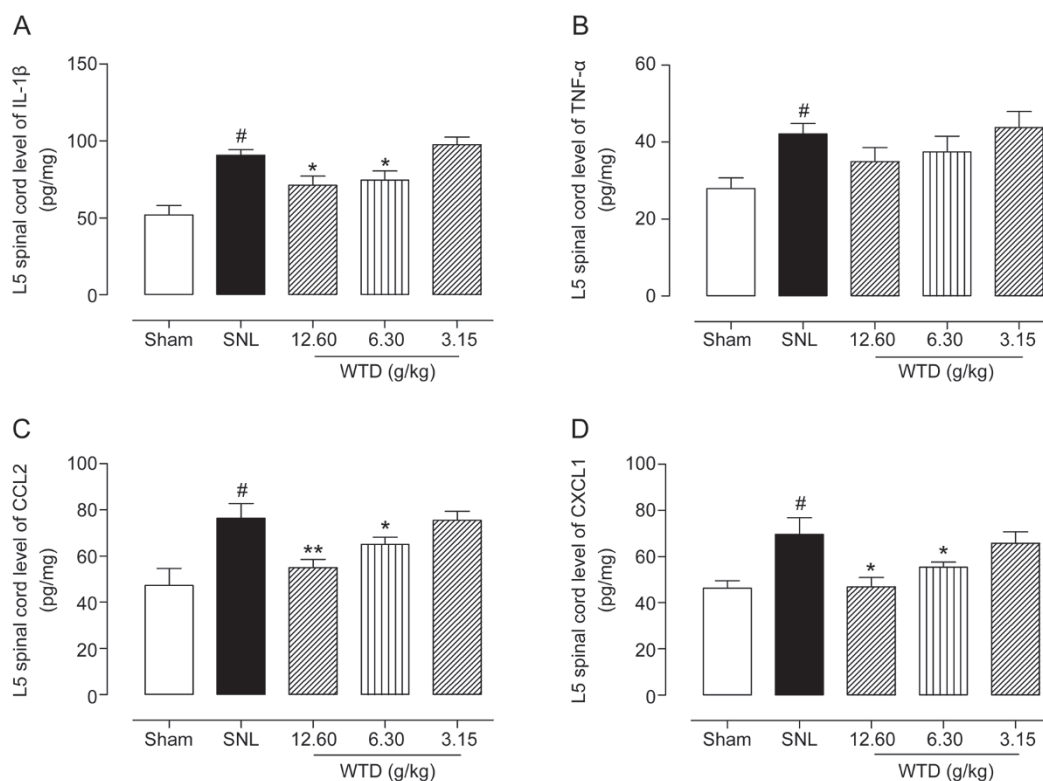 A
L5 spinal cord level of IL-1β
(pg/mg)
150
100
50
0
#
*
*
Sham
SNL
12.60
6.30
3.15
WTD (g/kg)
B
L5 spinal cord level of TNF-α
(pg/mg)
60
40
20
0
#
Sham
SNL
12.60
6.30
3.15
WTD (g/kg)
C
L5 spinal cord level of CCL2
(pg/mg)
100
80
60
40
20
0
#
**
*
Sham
SNL
12.60
6.30
3.15
WTD (g/kg)
D
L5 spinal cord level of CXCL1
(pg/mg)
100
80
60
40
20
0
#
*
*
Sham
SNL
12.60
6.30
3.15
WTD (g/kg)